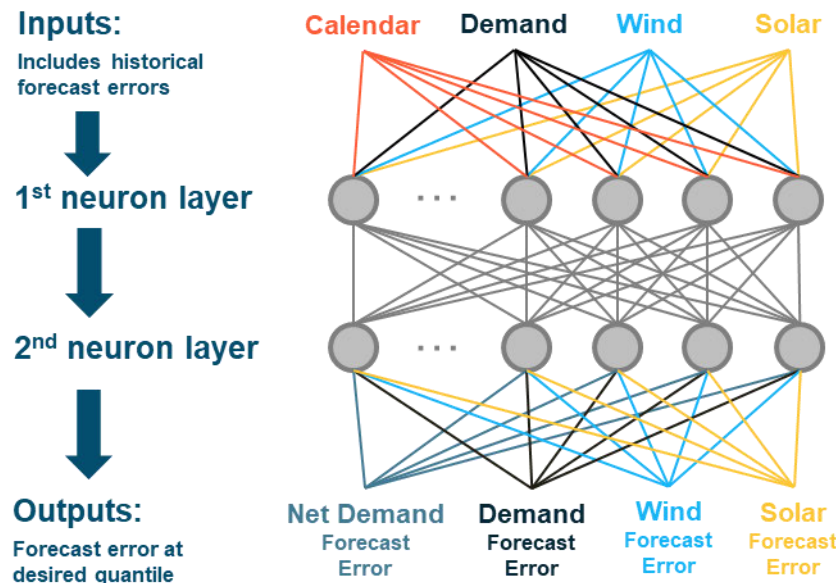 Inputs:
Includes historical
forecast errors
Calendar Demand Wind Solar
1st neuron layer
...
2nd neuron layer
...
Outputs:
Forecast error at
desired quantile
Net Demand
Forecast
Error
Demand
Forecast
Error
Wind
Forecast
Error
Solar
Forecast
Error